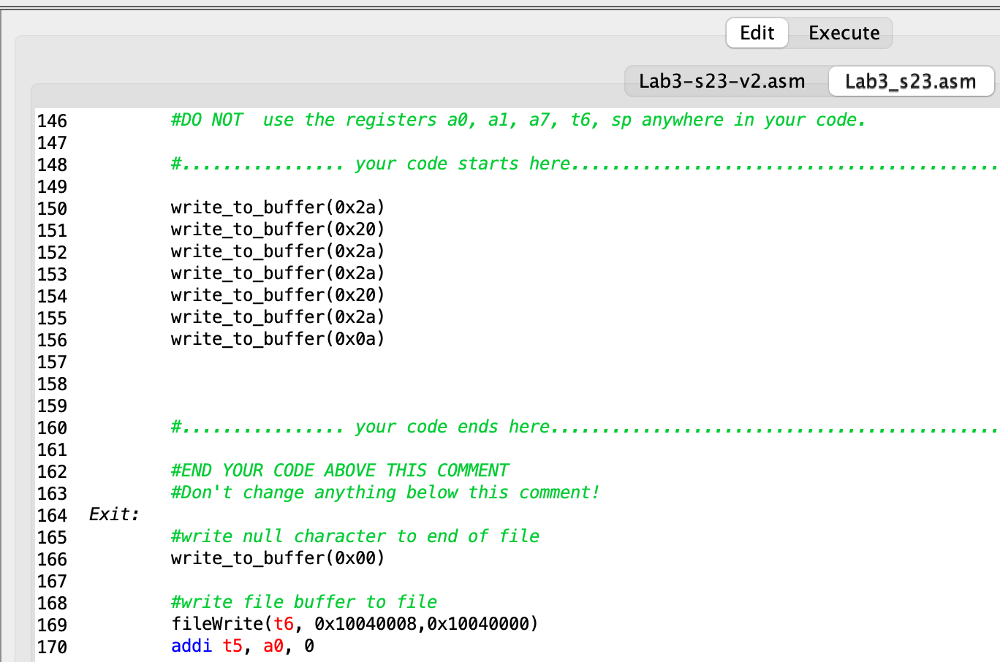 Edit Execute
Lab3-s23-v2.asm Lab3_s23.asm
146 #DO NOT  use the registers a0, a1, a7, t6, sp anywhere in your code.
147
148 #................ your code starts here..........................................
149
150 write_to_buffer(0x2a)
151 write_to_buffer(0x20)
152 write_to_buffer(0x2a)
153 write_to_buffer(0x2a)
154 write_to_buffer(0x20)
155 write_to_buffer(0x2a)
156 write_to_buffer(0x0a)
157
158
159
160 #................ your code ends here............................................
161
162 #END YOUR CODE ABOVE THIS COMMENT
163 #Don't change anything below this comment!
164 Exit:
165 #write null character to end of file
166 write_to_buffer(0x00)
167
168 #write file buffer to file
169 fileWrite(t6, 0x10040008,0x10040000)
170 addi t5, a0, 0